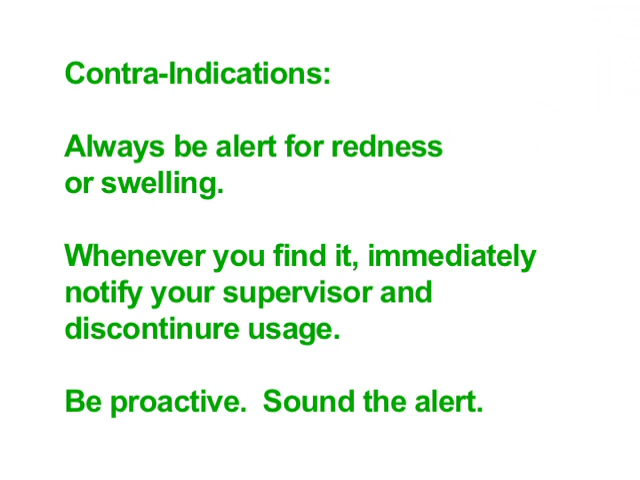 Contra-Indications:
Always be alert for redness
or swelling.
Whenever you find it, immediately
notify your supervisor and
discontinure usage.
Be proactive.  Sound the alert.